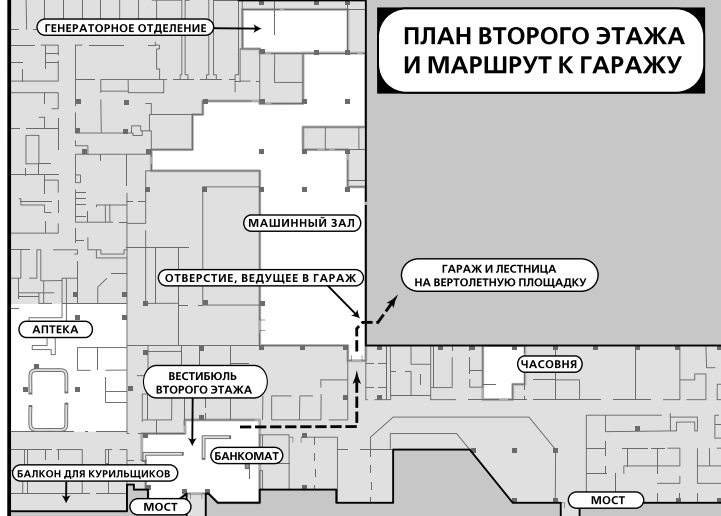 ГЕНЕРАТОРНОЕ ОТДЕЛЕНИЕ
ПЛАН ВТОРОГО ЭТАЖА
И МАРШРУТ К ГАРАЖУ
МАШИННЫЙ ЗАЛ
ОТВЕРСТИЕ, ВЕДУЩЕЕ В ГАРАЖ
ГАРАЖ И ЛЕСТНИЦА
НА ВЕРТОЛЕТНУЮ ПЛОЩАДКУ
АПТЕКА
ЧАСОВНЯ
ВЕСТИБЮЛЬ
ВТОРОГО ЭТАЖА
БАНКОМАТ
БАЛКОН ДЛЯ КУРИЛЬЩИКОВ
МОСТ
МОСТ